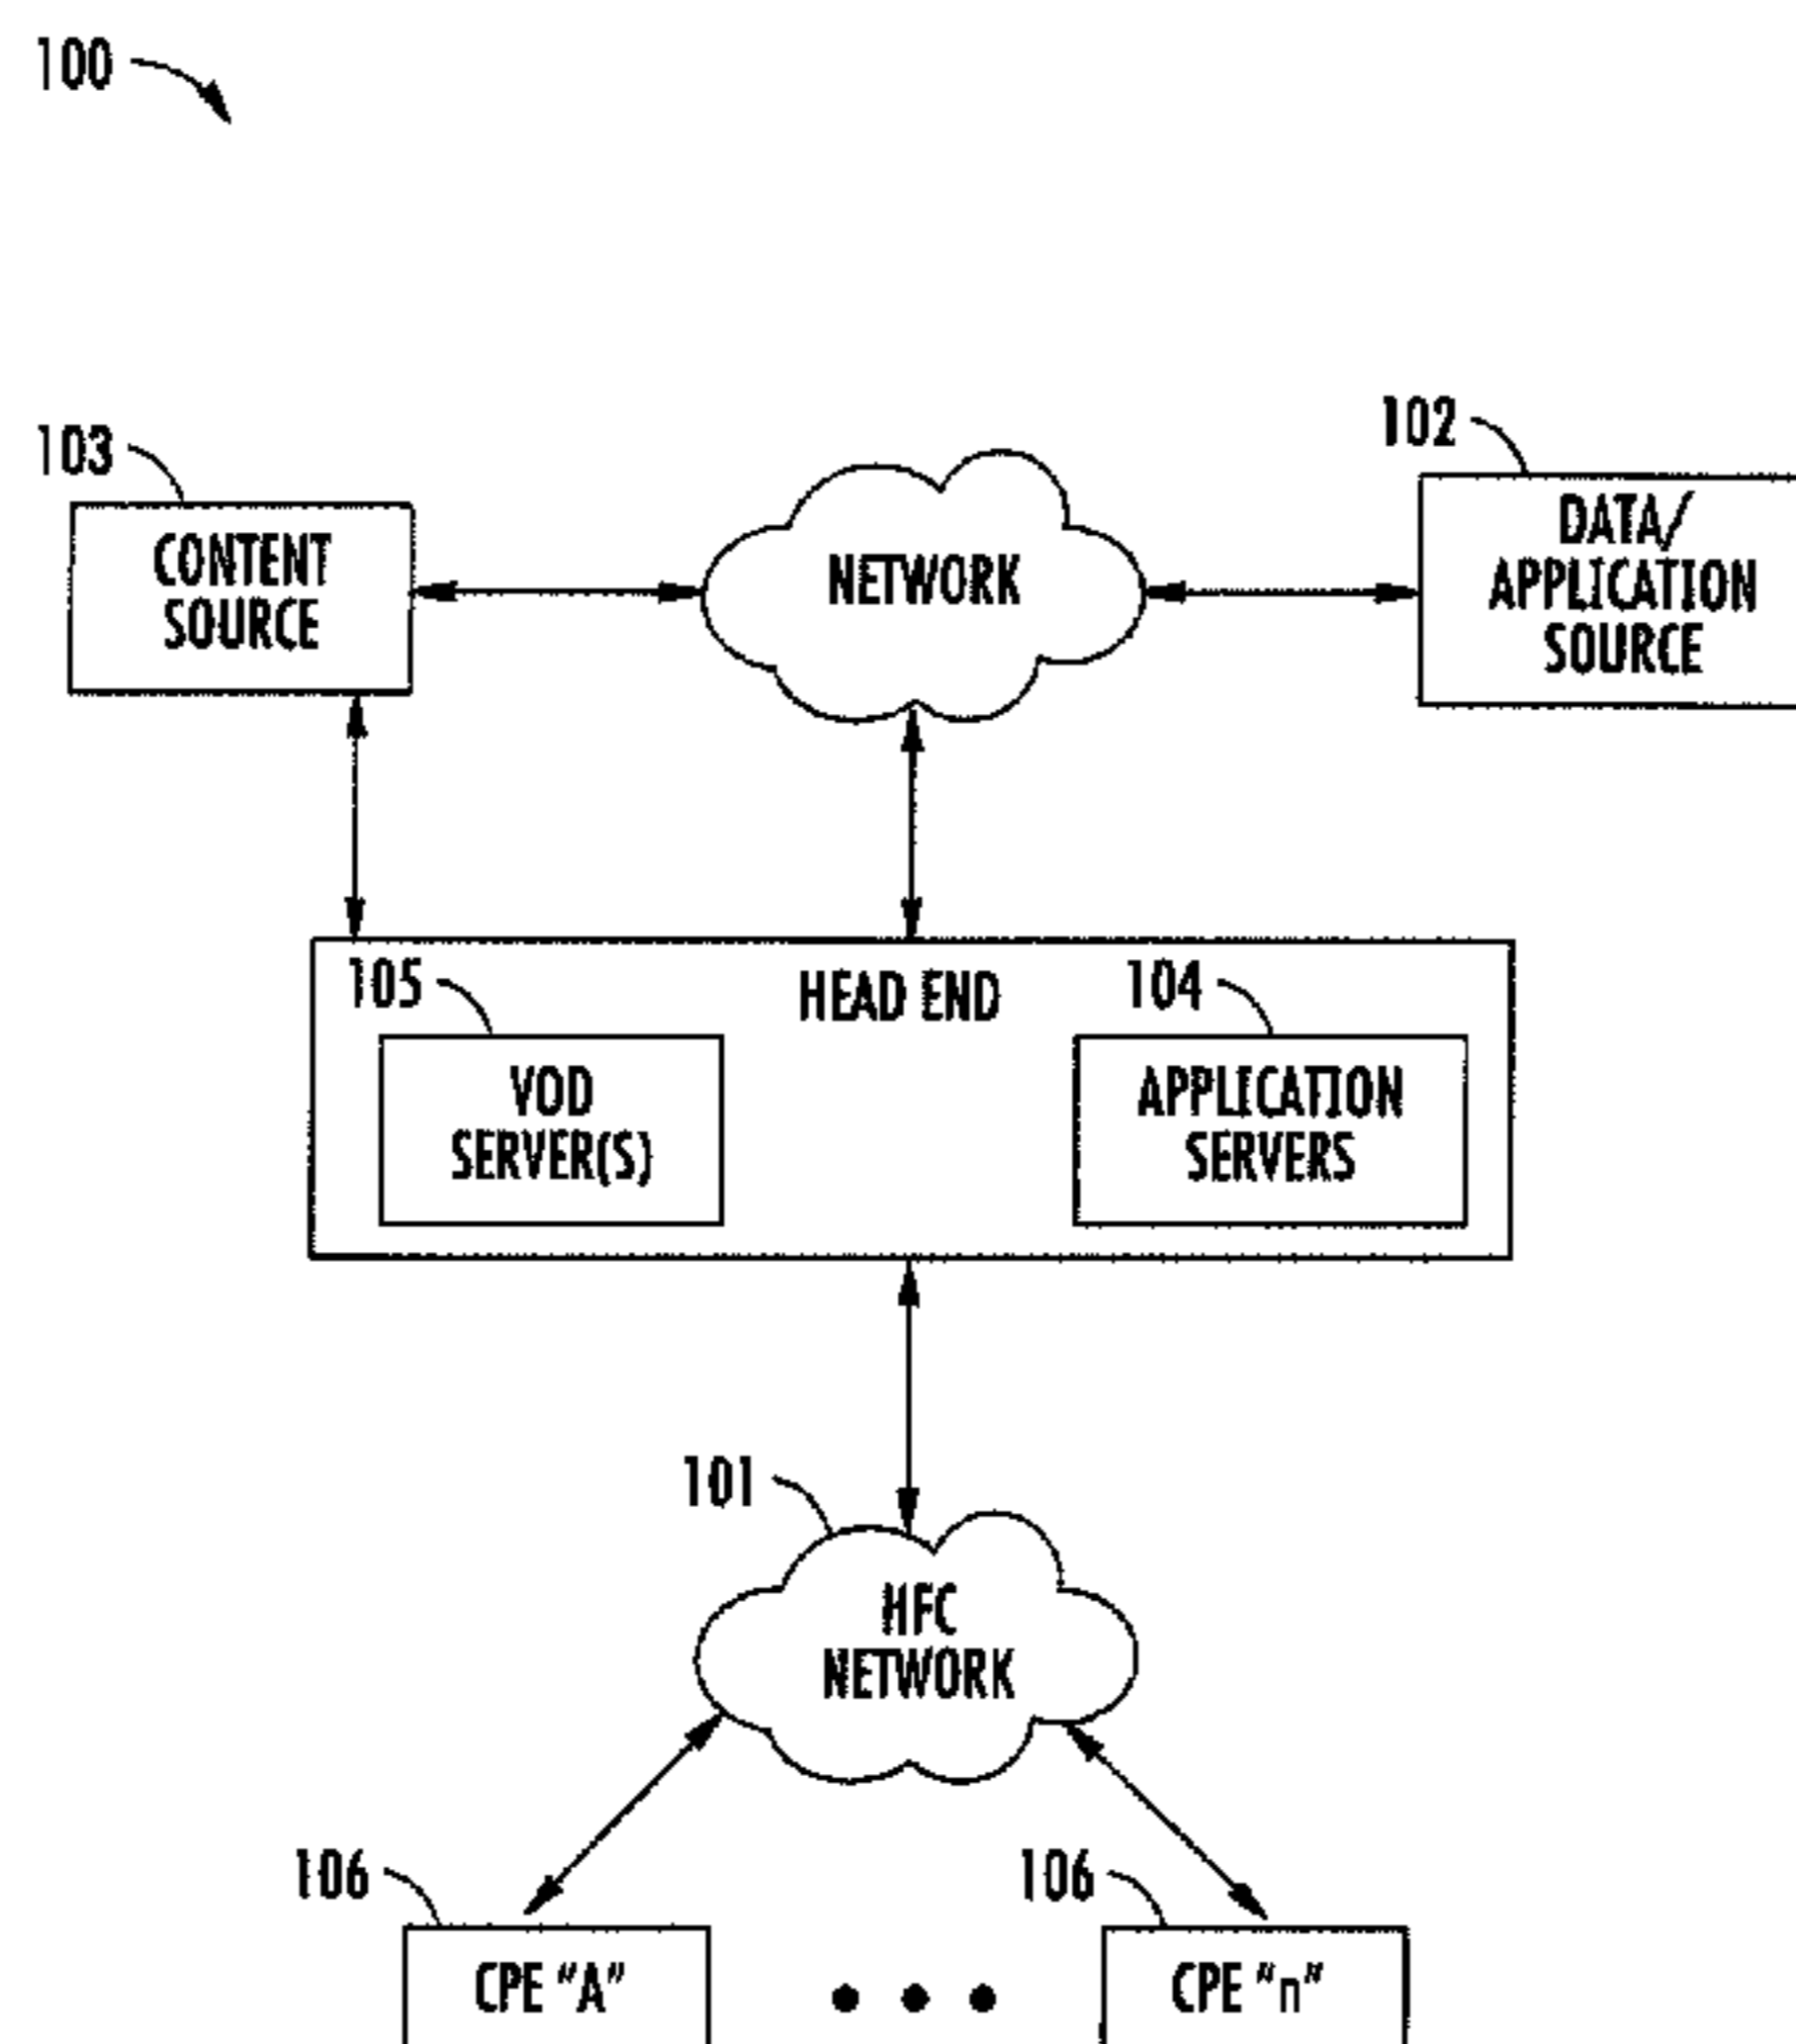 100
103
102
CONTENT
SOURCE
NETWORK
DATA/
APPLICATION
SOURCE
105
HEAD END
104
VOD
SERVER(S)
APPLICATION
SERVERS
101
HFC
NETWORK
106
106
CPE "A"
CPE "n"